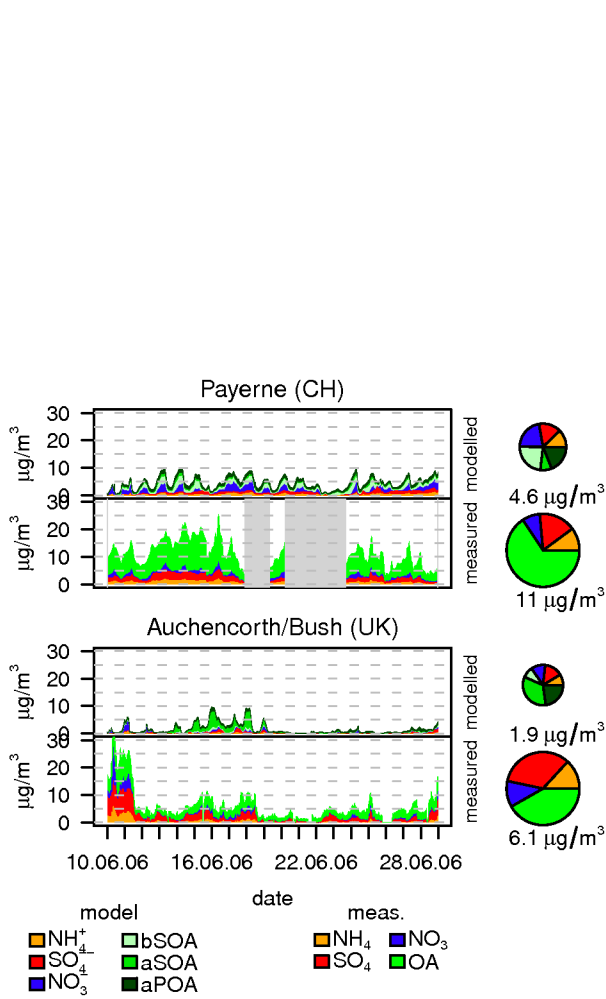 Payerne (CH)
30
20
10
0
µg/m³
modelled
4.6 µg/m³
30
20
10
0
µg/m³
measured
11 µg/m³
Auchencorth/Bush (UK)
30
20
10
0
µg/m³
modelled
1.9 µg/m³
30
20
10
0
µg/m³
measured
6.1 µg/m³
10.06.06 16.06.06 22.06.06 28.06.06
date
model meas.
NH₄⁺ bSOA NH₄ NO₃
SO₄⁻⁻ aSOA SO₄ OA
NO₃⁻ aPOA